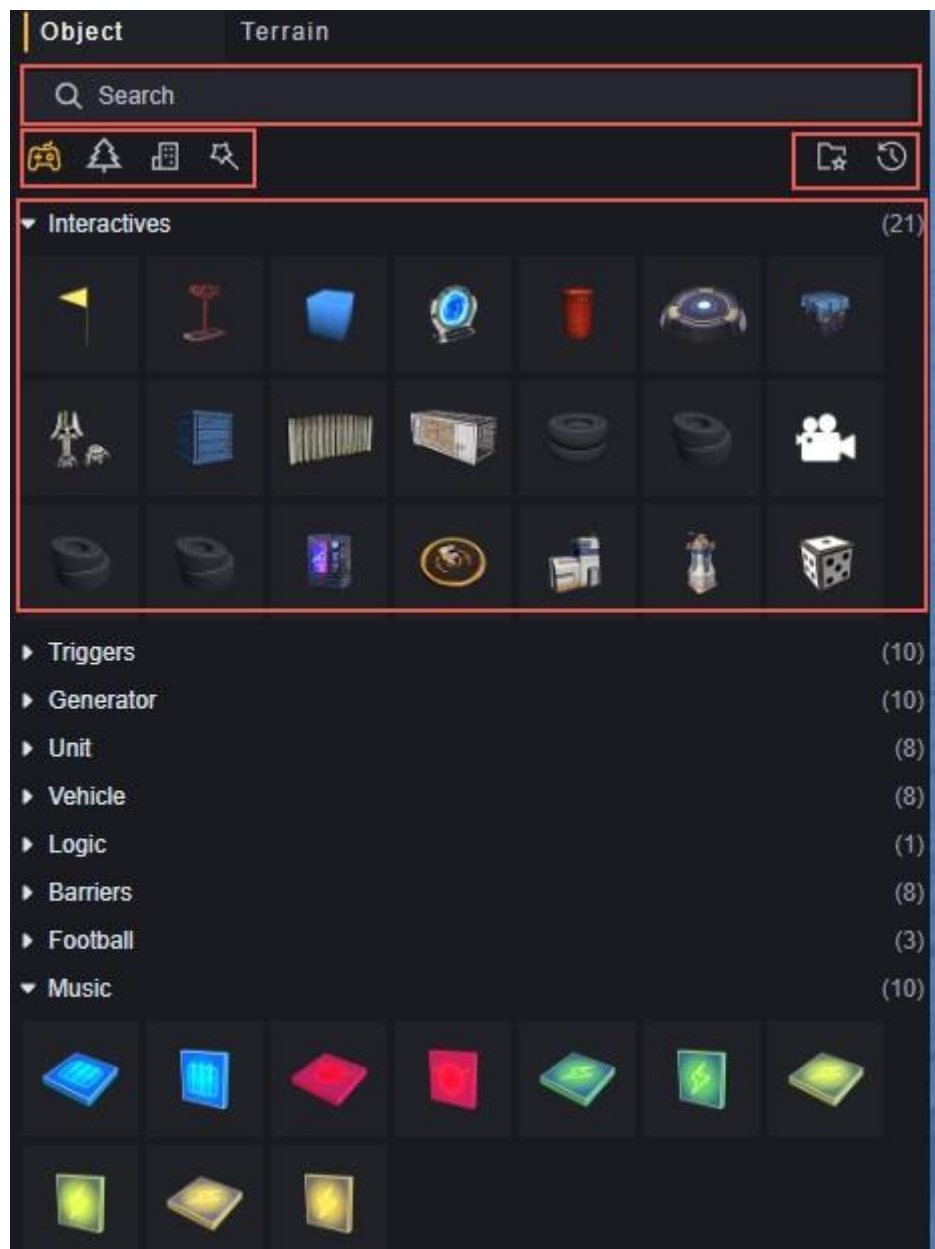 Object Terrain
Search
Interactives (21)
Triggers (10)
Generator (10)
Unit (8)
Vehicle (8)
Logic (1)
Barriers (8)
Football (3)
Music (10)